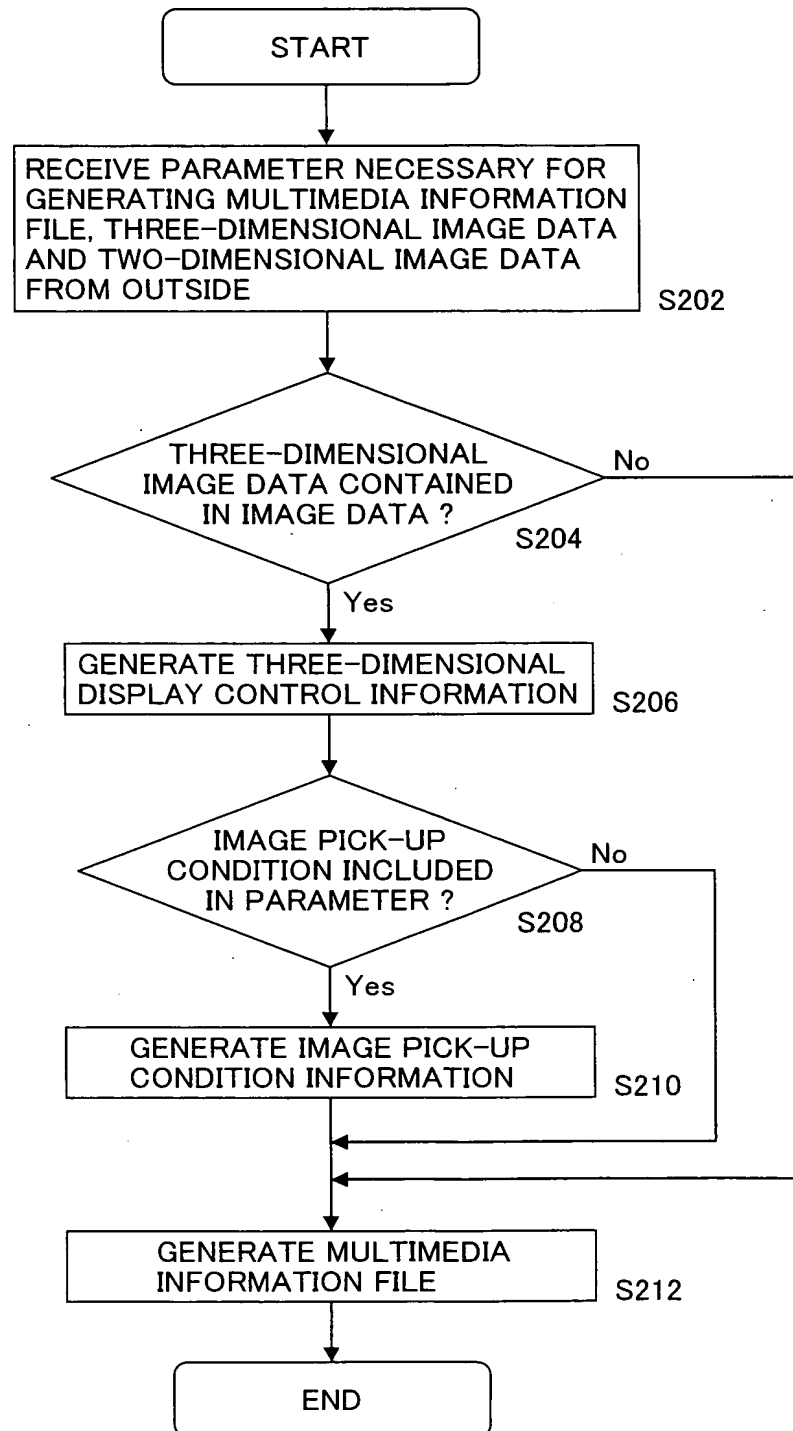 START
RECEIVE PARAMETER NECESSARY FOR
GENERATING MULTIMEDIA INFORMATION
FILE, THREE-DIMENSIONAL IMAGE DATA
AND TWO-DIMENSIONAL IMAGE DATA
FROM OUTSIDE
S202
THREE-DIMENSIONAL
IMAGE DATA CONTAINED
IN IMAGE DATA ?
No
S204
Yes
GENERATE THREE-DIMENSIONAL
DISPLAY CONTROL INFORMATION
S206
IMAGE PICK-UP
CONDITION INCLUDED
IN PARAMETER ?
No
S208
Yes
GENERATE IMAGE PICK-UP
CONDITION INFORMATION
S210
GENERATE MULTIMEDIA
INFORMATION FILE
S212
END